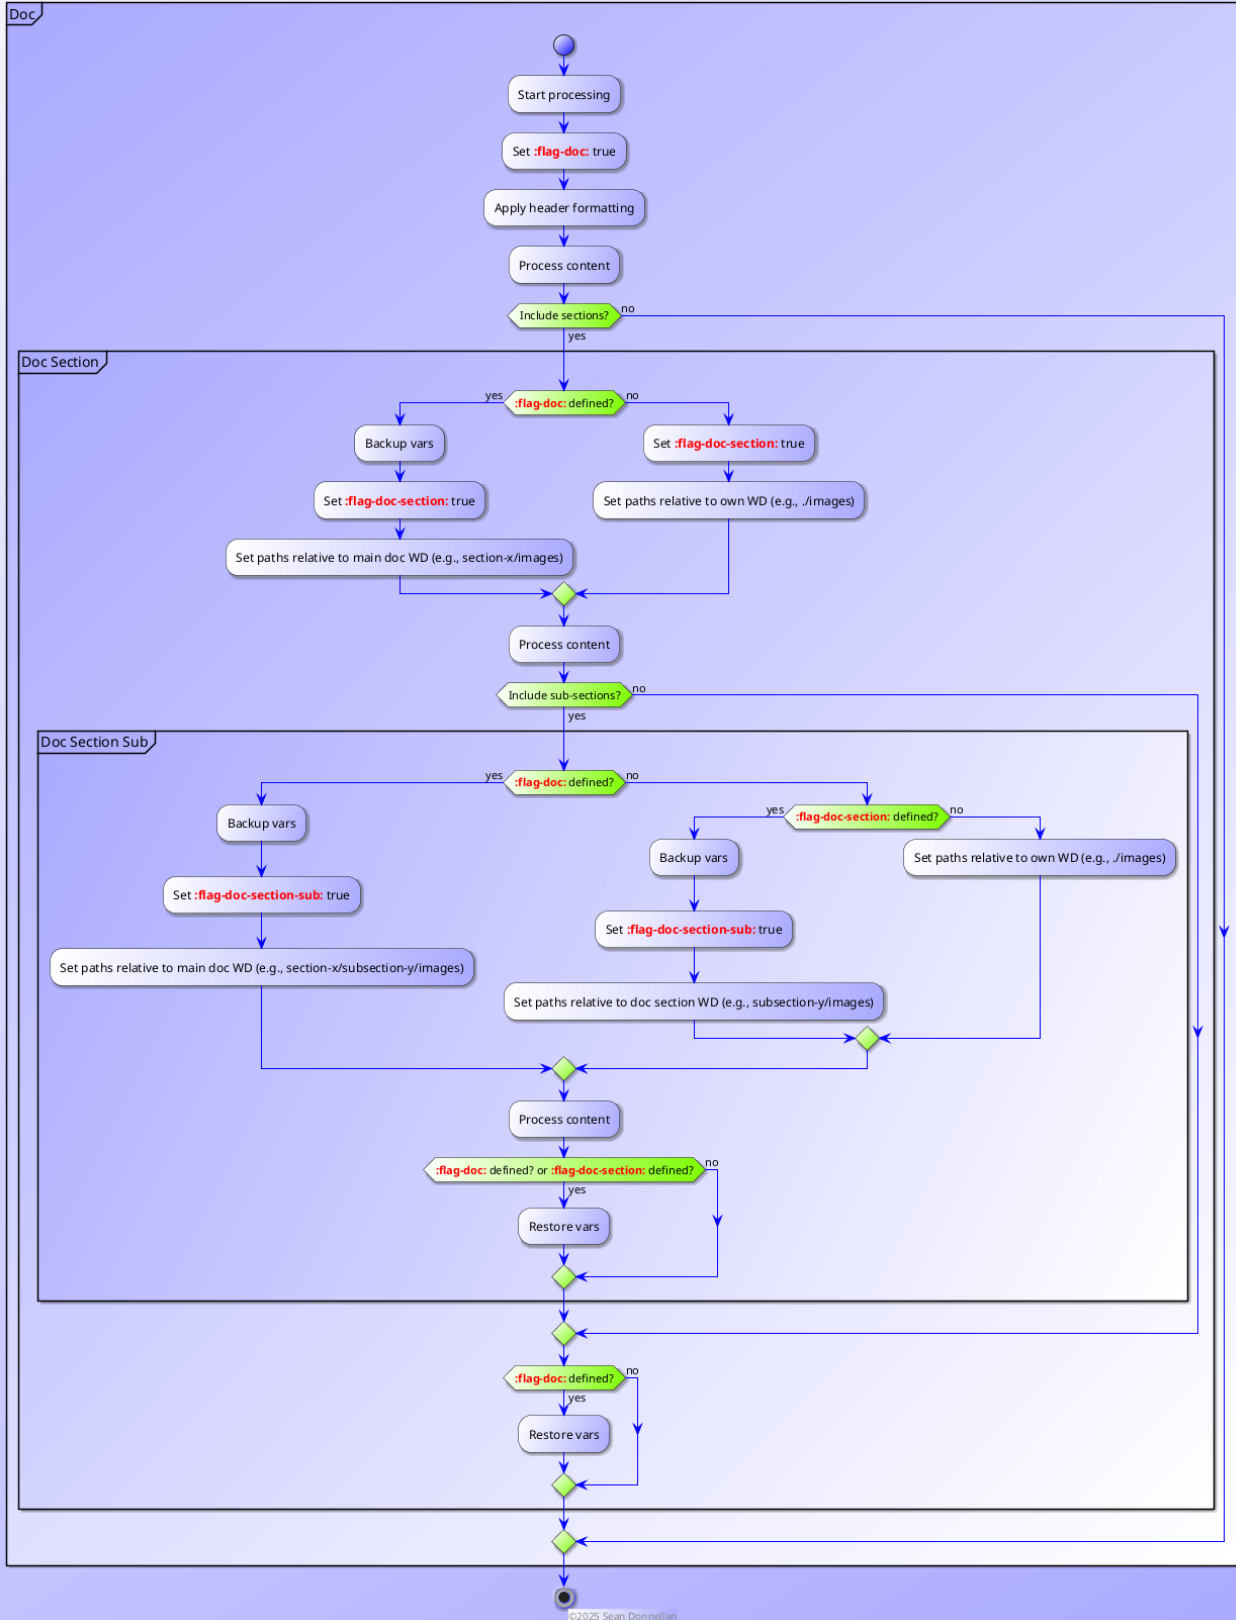 Doc
Start processing
Set :flag-doc: true
Apply header formatting
Process content
Include sections?
no
yes
Doc Section
yes
:flag-doc: defined?
no
Backup vars
Set :flag-doc-section: true
Set :flag-doc-section: true
Set paths relative to own WD (e.g., ./images)
Set paths relative to main doc WD (e.g., section-x/images)
Process content
Include sub-sections?
no
yes
Doc Section Sub
yes
:flag-doc: defined?
no
Backup vars
yes
:flag-doc-section: defined?
no
Backup vars
Set paths relative to own WD (e.g., ./images)
Set :flag-doc-section-sub: true
Set :flag-doc-section-sub: true
Set paths relative to main doc WD (e.g., section-x/subsection-y/images)
Set paths relative to doc section WD (e.g., subsection-y/images)
Process content
:flag-doc: defined? or :flag-doc-section: defined?
no
yes
Restore vars
:flag-doc: defined?
no
yes
Restore vars
©2025 Sean Donnellan